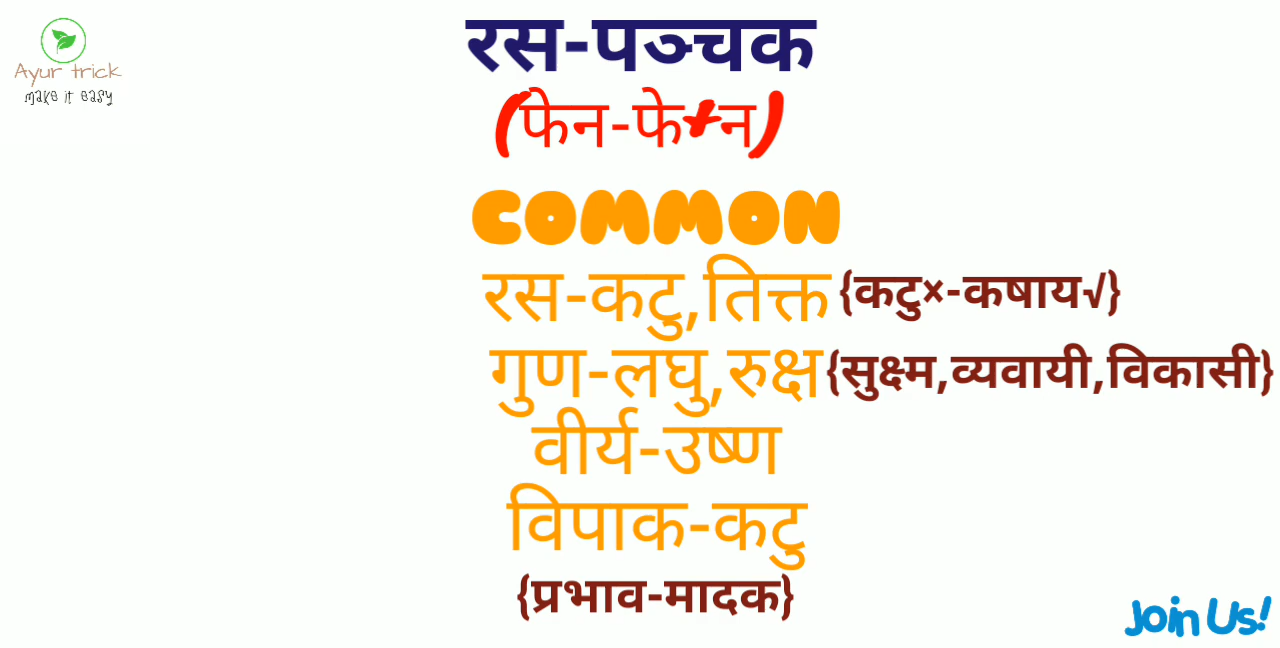 Ayur trick
make it easy
रस-पञ्चक
(फेन-फे+न)
COMMON
रस-कटु,तिक्त {कटु×-कषाय√}
गुण-लघु,रुक्ष {सुक्ष्म,व्यवायी,विकासी}
वीर्य-उष्ण
विपाक-कटु
{प्रभाव-मादक}
Join Us!